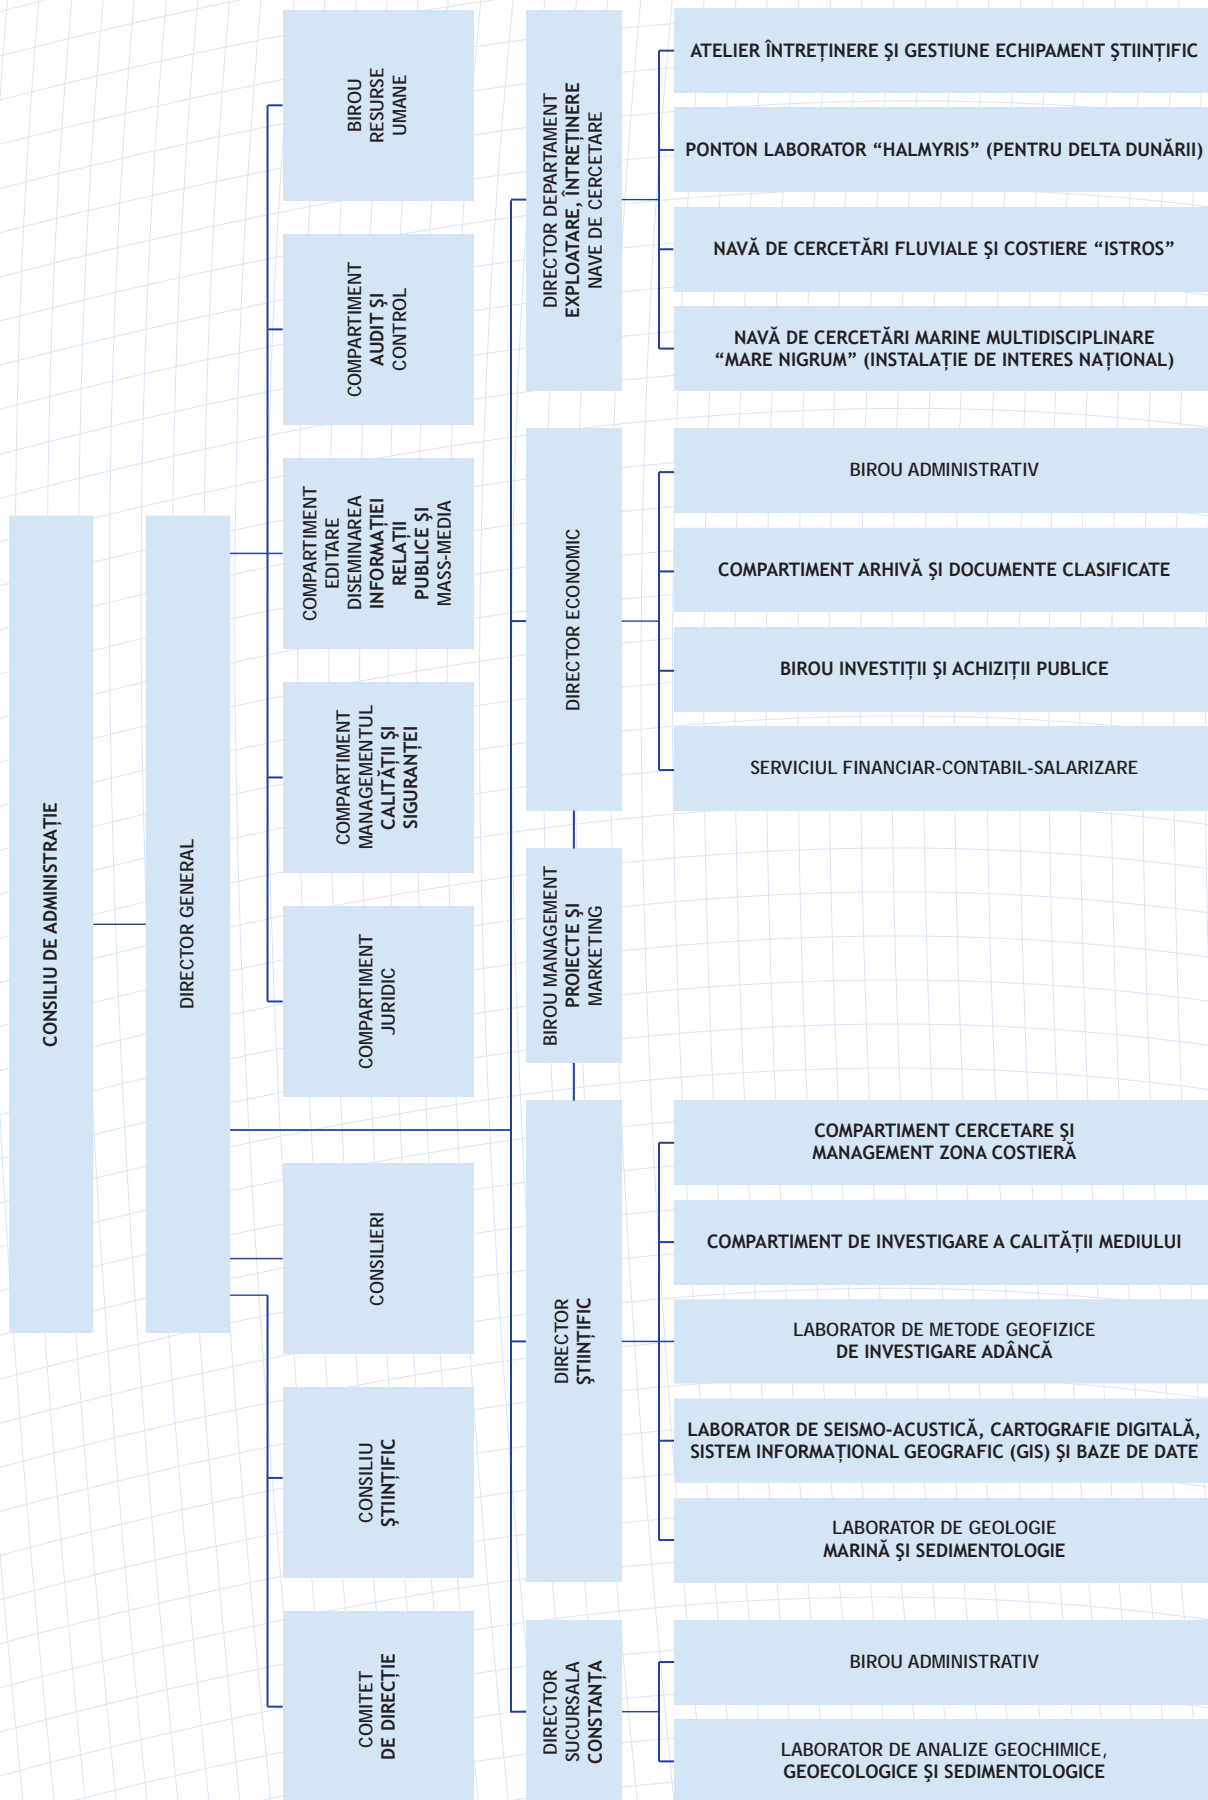 CONSILIU DE ADMINISTRAȚIE
DIRECTOR GENERAL
BIROU
RESURSE
UMANE
COMPARTIMENT
AUDIT ŞI
CONTROL
COMPARTIMENT
EDITARE
DISEMINAREA
INFORMAȚIEI
RELAȚII
PUBLICE ŞI
MASS-MEDIA
COMPARTIMENT
MANAGEMENTUL
CALITĂȚII ŞI
SIGURANȚEI
COMPARTIMENT
JURIDIC
CONSILIERI
CONSILIU
ŞTIINȚIFIC
COMITET
DE DIRECȚIE
DIRECTOR DEPARTAMENT
EXPLOATARE, ÎNTREȚINERE
NAVE DE CERCETARE
ATELIER ÎNTREȚINERE ŞI GESTIUNE ECHIPAMENT ŞTIINȚIFIC
PONTON LABORATOR “HALMYRIS” (PENTRU DELTA DUNĂRII)
NAVĂ DE CERCETĂRI FLUVIALE ŞI COSTIERE “ISTROS”
NAVĂ DE CERCETĂRI MARINE MULTIDISCIPLINARE
“MARE NIGRUM” (INSTALAȚIE DE INTERES NAȚIONAL)
DIRECTOR ECONOMIC
BIROU ADMINISTRATIV
COMPARTIMENT ARHIVĂ ŞI DOCUMENTE CLASIFICATE
BIROU INVESTIȚII ŞI ACHIZIȚII PUBLICE
SERVICIUL FINANCIAR-CONTABIL-SALARIZARE
BIROU MANAGEMENT
PROIECTE ŞI
MARKETING
DIRECTOR
ŞTIINȚIFIC
COMPARTIMENT CERCETARE ŞI
MANAGEMENT ZONA COSTIERĂ
COMPARTIMENT DE INVESTIGARE A CALITĂȚII MEDIULUI
LABORATOR DE METODE GEOFIZICE
DE INVESTIGARE ADÂNCĂ
LABORATOR DE SEISMO-ACUSTICĂ, CARTOGRAFIE DIGITALĂ,
SISTEM INFORMAȚIONAL GEOGRAFIC (GIS) ŞI BAZE DE DATE
LABORATOR DE GEOLOGIE
MARINĂ ŞI SEDIMENTOLOGIE
DIRECTOR
SUCURSALA
CONSTANȚA
BIROU ADMINISTRATIV
LABORATOR DE ANALIZE GEOCHIMICE,
GEOECOLOGICE ŞI SEDIMENTOLOGICE